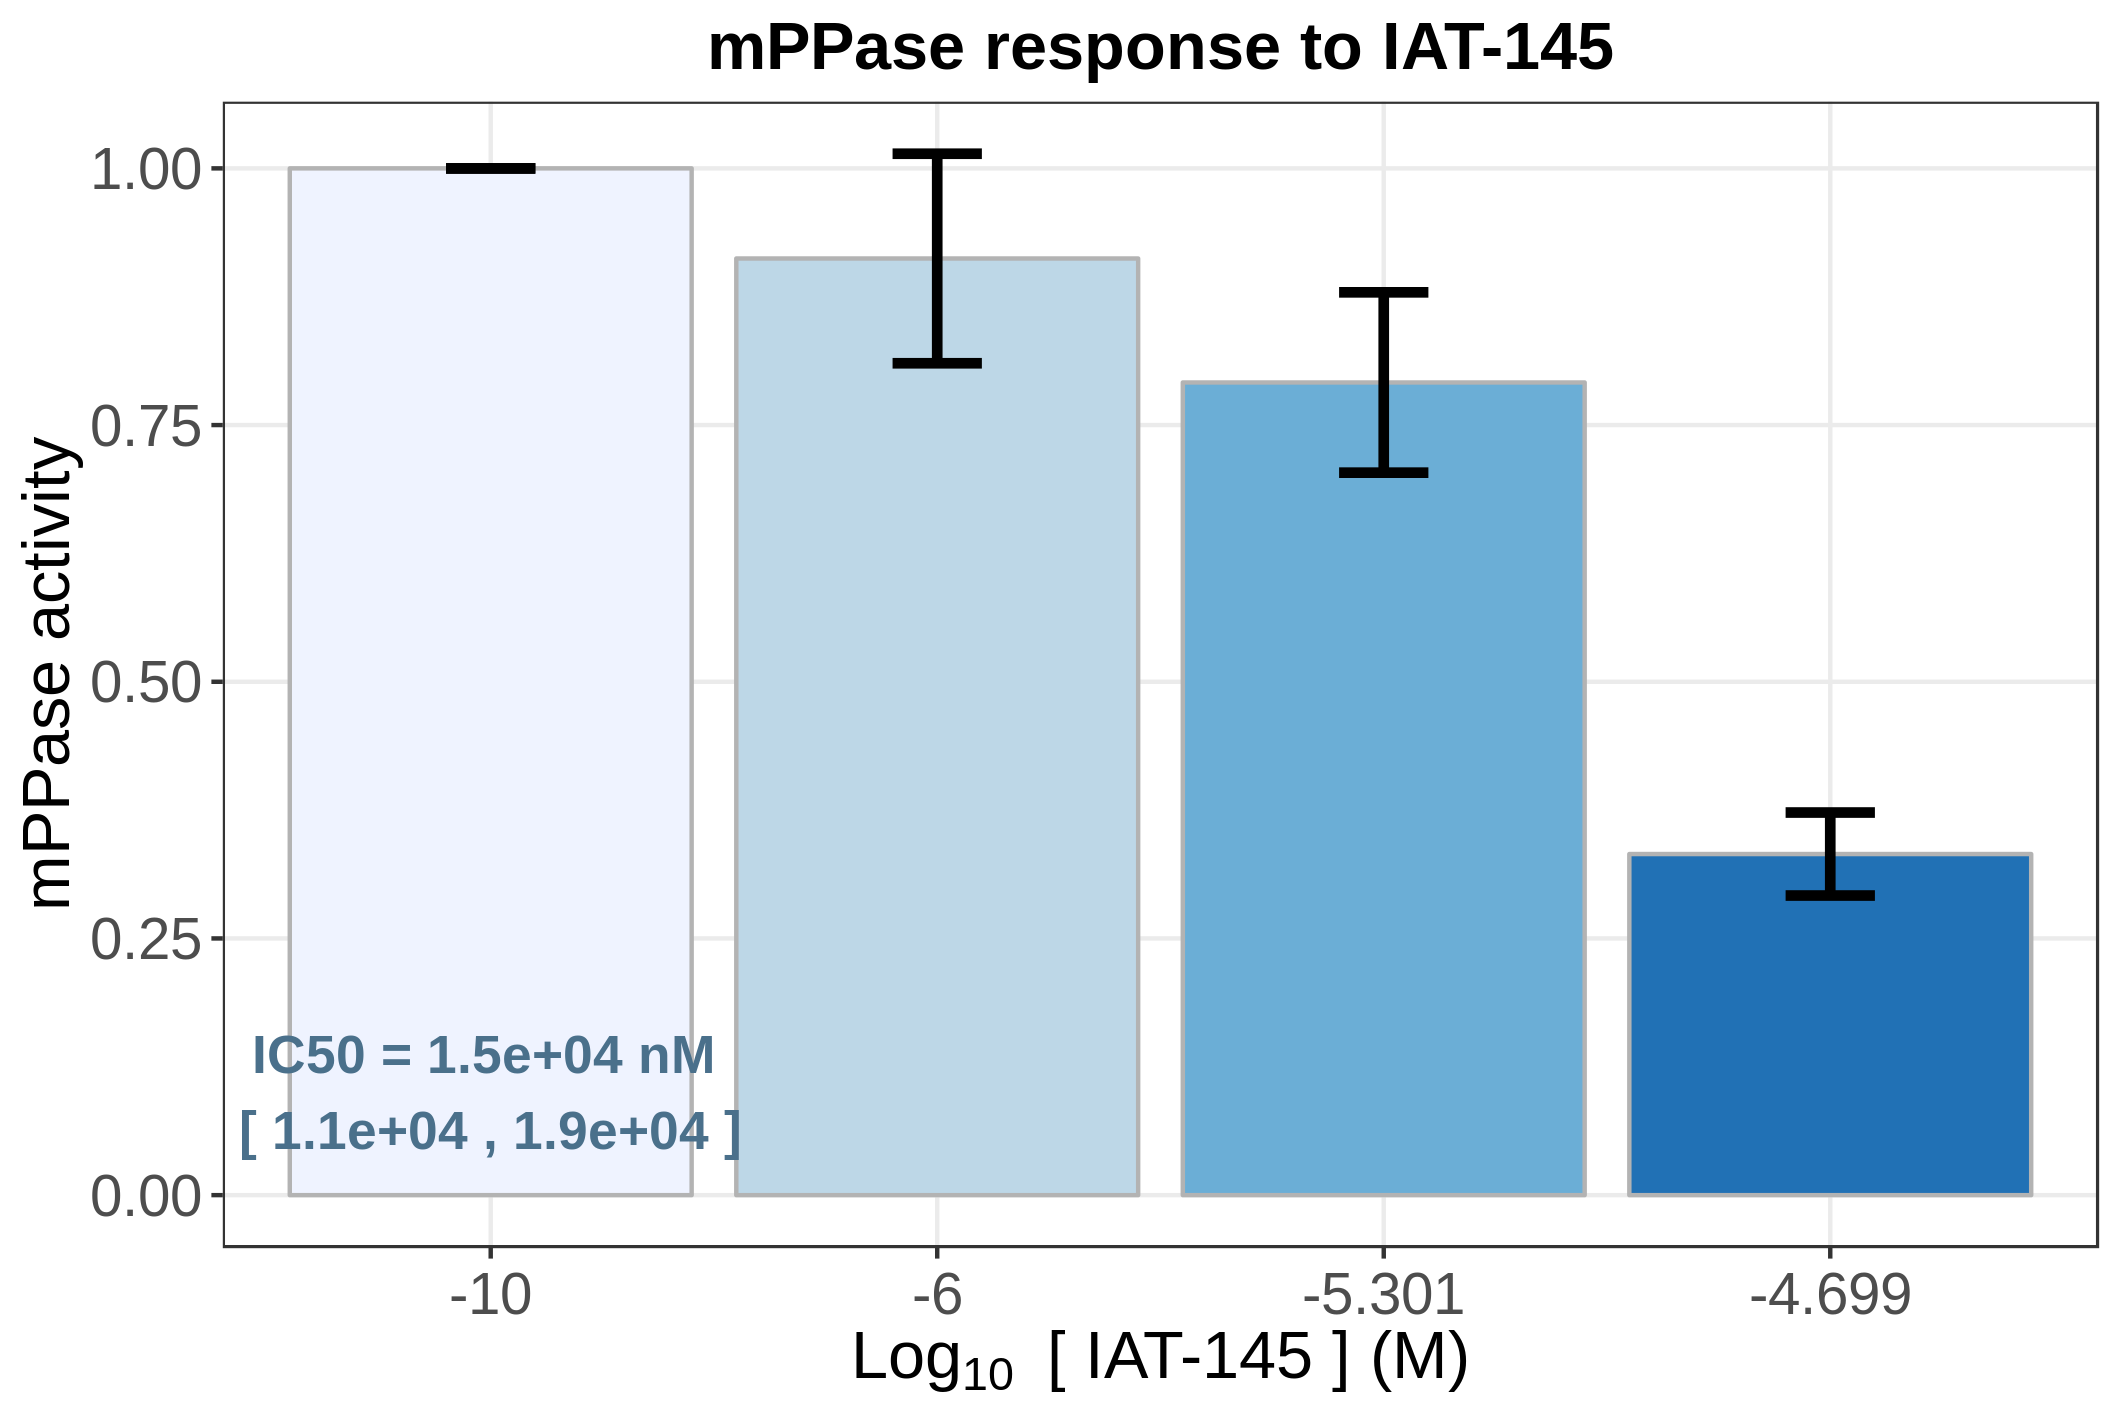 mPPase response to IAT-145
mPPase activity
1.00
0.75
0.50
0.25
0.00
IC50 = 1.5e+04 nM
[ 1.1e+04 , 1.9e+04 ]
-10 -6 -5.301 -4.699
Log10 [ IAT-145 ] (M)